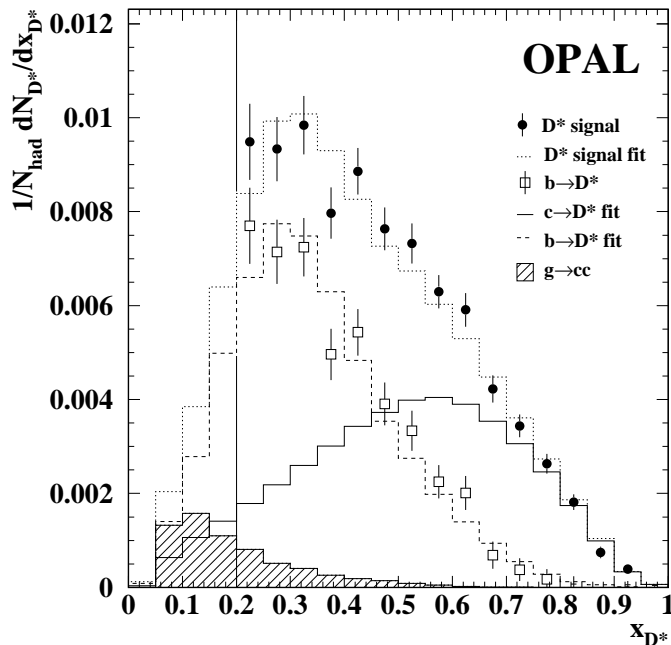 1/N_had dN_D*/dx_D*
0.012
0.01
0.008
0.006
0.004
0.002
0
OPAL
D* signal
D* signal fit
b→D*
c→D* fit
b→D* fit
g→cc
0 0.1 0.2 0.3 0.4 0.5 0.6 0.7 0.8 0.9 1
x_D*